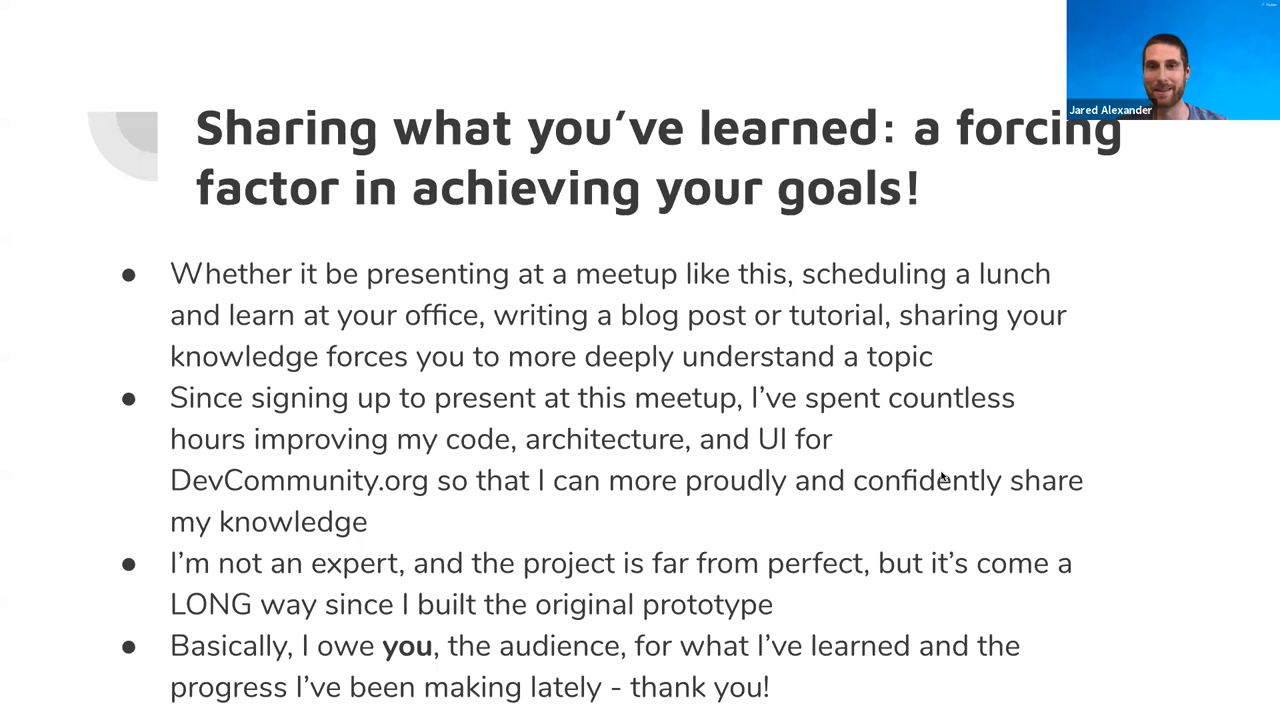 Jared Alexander
Sharing what you've learned: a forcing
factor in achieving your goals!
● Whether it be presenting at a meetup like this, scheduling a lunch
and learn at your office, writing a blog post or tutorial, sharing your
knowledge forces you to more deeply understand a topic
● Since signing up to present at this meetup, I've spent countless
hours improving my code, architecture, and UI for
DevCommunity.org so that I can more proudly and confidently share
my knowledge
● I'm not an expert, and the project is far from perfect, but it's come a
LONG way since I built the original prototype
● Basically, I owe you, the audience, for what I've learned and the
progress I've been making lately - thank you!